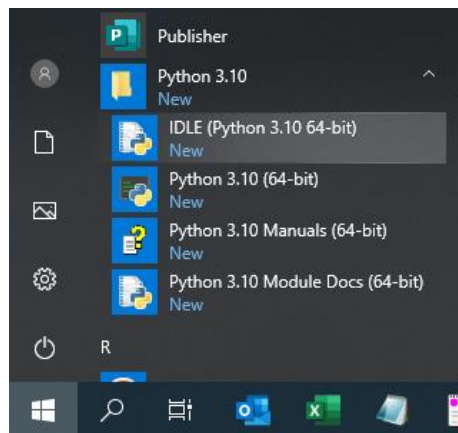 Publisher
Python 3.10
New
IDLE (Python 3.10 64-bit)
New
Python 3.10 (64-bit)
New
Python 3.10 Manuals (64-bit)
New
Python 3.10 Module Docs (64-bit)
New
R